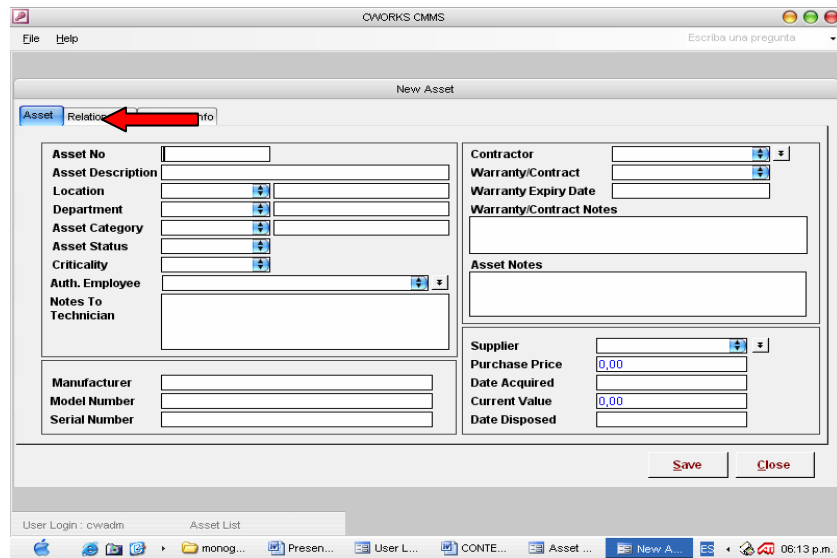 CWORKS CMMS
File Help Escriba una pregunta
New Asset
Asset Relation nfo
Asset No
Asset Description
Location
Department
Asset Category
Asset Status
Criticality
Auth. Employee
Notes To
Technician
Manufacturer
Model Number
Serial Number
Contractor
Warranty/Contract
Warranty Expiry Date
Warranty/Contract Notes
Asset Notes
Supplier
Purchase Price 0,00
Date Acquired
Current Value 0,00
Date Disposed
Save Close
User Login : cwadm Asset List
monog... Presen... User L... CONTE... Asset ... New A... ES 06:13 p.m.